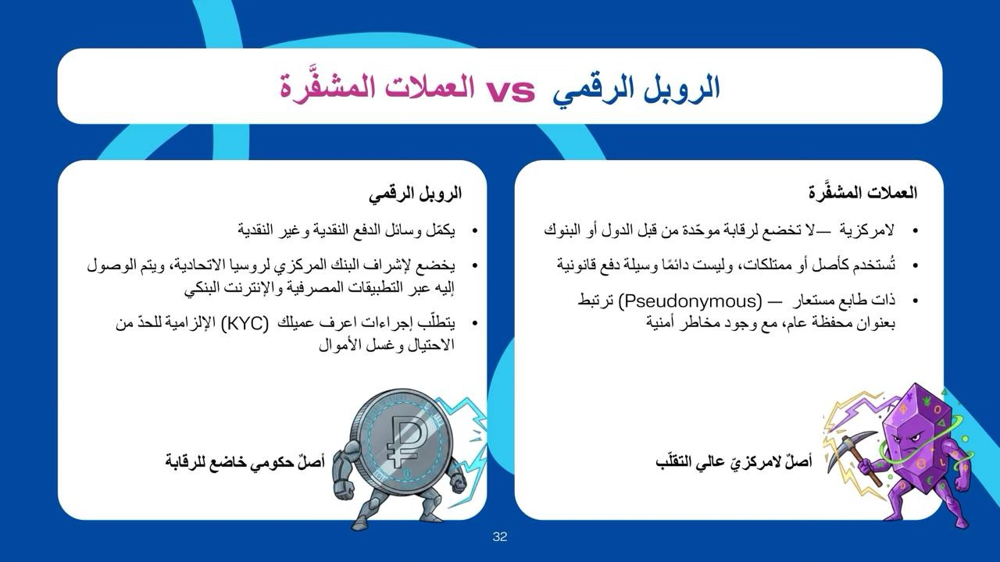 الروبل الرقمي vs العملات المشفَّرة
العملات المشفَّرة
• لامركزية —لا تخضع لرقابة موحّدة من قبل الدول أو البنوك
• تُستخدم كأصل أو ممتلكات، وليست دائمًا وسيلة دفع قانونية
• ذات طابع مستعار — (Pseudonymous) ترتبط
بعنوان محفظة عام، مع وجود مخاطر أمنية
أصلٌ لامركزيّ عالي التقلّب
الروبل الرقمي
• يكمّل وسائل الدفع النقدية وغير النقدية
• يخضع لإشراف البنك المركزي لروسيا الاتحادية، ويتم الوصول
إليه عبر التطبيقات المصرفية والإنترنت البنكي
• يتطلّب إجراءات اعرف عميلك (KYC) الإلزامية للحدّ من
الاحتيال وغسل الأموال
أصلٌ حكومي خاضع للرقابة
32